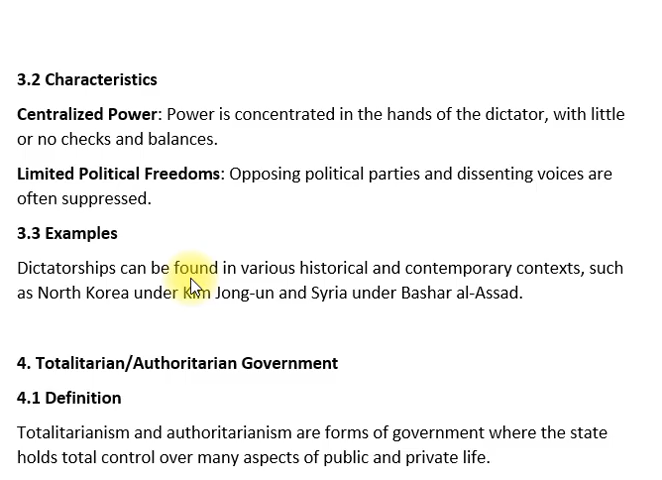 3.2 Characteristics
Centralized Power: Power is concentrated in the hands of the dictator, with little
or no checks and balances.
Limited Political Freedoms: Opposing political parties and dissenting voices are
often suppressed.
3.3 Examples
Dictatorships can be found in various historical and contemporary contexts, such
as North Korea under Kim Jong-un and Syria under Bashar al-Assad.
4. Totalitarian/Authoritarian Government
4.1 Definition
Totalitarianism and authoritarianism are forms of government where the state
holds total control over many aspects of public and private life.